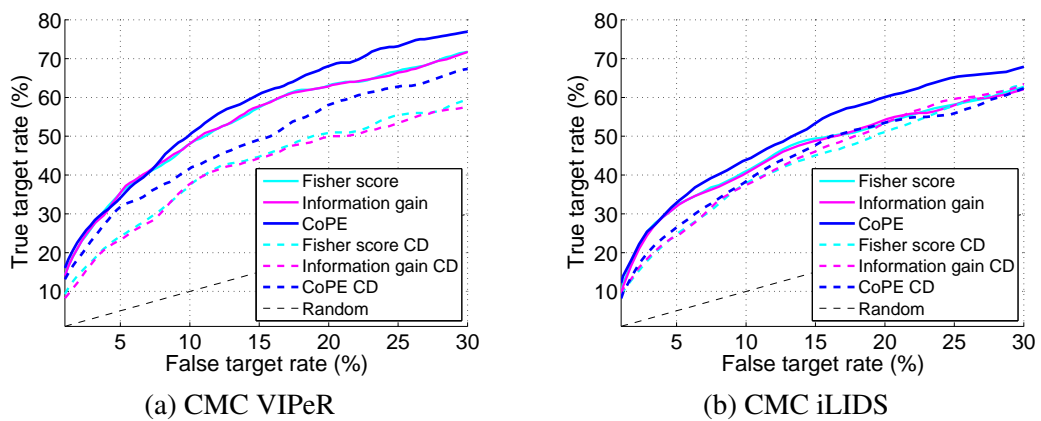 80
70
60
50
40
30
20
10
True target rate (%)
5 10 15 20 25 30
False target rate (%)
Fisher score
Information gain
CoPE
Fisher score CD
Information gain CD
CoPE CD
Random
(a) CMC VIPeR
80
70
60
50
40
30
20
10
True target rate (%)
5 10 15 20 25 30
False target rate (%)
Fisher score
Information gain
CoPE
Fisher score CD
Information gain CD
CoPE CD
Random
(b) CMC iLIDS